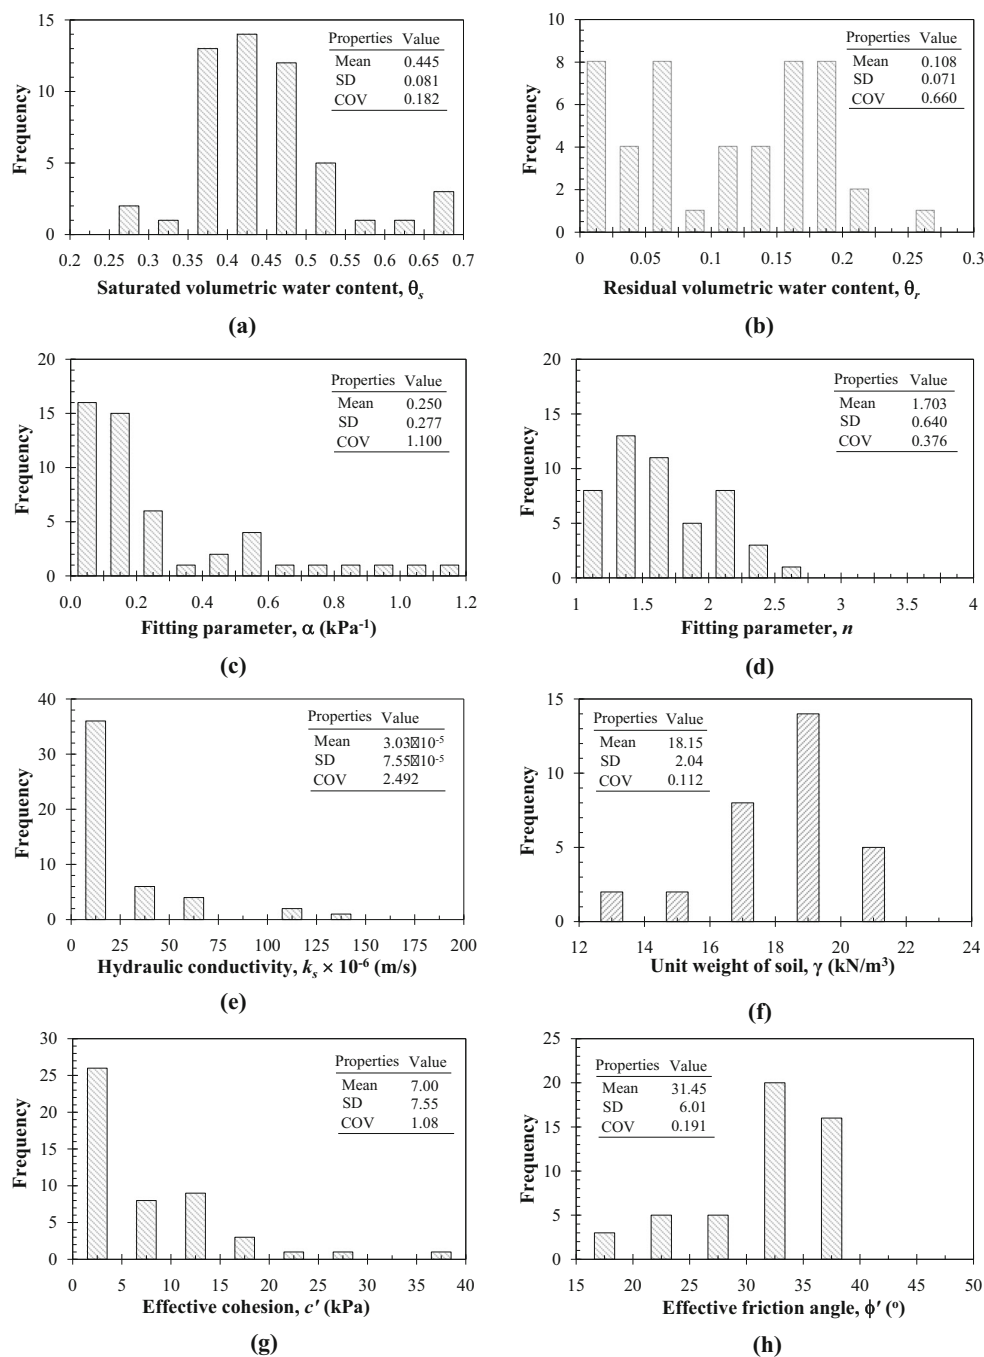 15
10
5
0
Frequency
Properties Value
Mean 0.445
SD 0.081
COV 0.182
0.2 0.25 0.3 0.35 0.4 0.45 0.5 0.55 0.6 0.65 0.7
Saturated volumetric water content, θs
(a)
10
8
6
4
2
0
Frequency
Properties Value
Mean 0.108
SD 0.071
COV 0.660
0 0.05 0.1 0.15 0.2 0.25 0.3
Residual volumetric water content, θr
(b)
20
15
10
5
0
Frequency
Properties Value
Mean 0.250
SD 0.277
COV 1.100
0.0 0.2 0.4 0.6 0.8 1.0 1.2
Fitting parameter, α (kPa⁻¹)
(c)
20
15
10
5
0
Frequency
Properties Value
Mean 1.703
SD 0.640
COV 0.376
1 1.5 2 2.5 3 3.5 4
Fitting parameter, n
(d)
40
30
20
10
0
Frequency
Properties Value
Mean 3.03⁠10⁻⁵
SD 7.55⁠10⁻⁵
COV 2.492
0 25 50 75 100 125 150 175 200
Hydraulic conductivity, ks × 10⁻⁶ (m/s)
(e)
15
10
5
0
Frequency
Properties Value
Mean 18.15
SD 2.04
COV 0.112
12 14 16 18 20 22 24
Unit weight of soil, γ (kN/m³)
(f)
30
25
20
15
10
5
0
Frequency
Properties Value
Mean 7.00
SD 7.55
COV 1.08
0 5 10 15 20 25 30 35 40
Effective cohesion, c′ (kPa)
(g)
25
20
15
10
5
0
Frequency
Properties Value
Mean 31.45
SD 6.01
COV 0.191
15 20 25 30 35 40 45 50
Effective friction angle, ϕ′ (°)
(h)